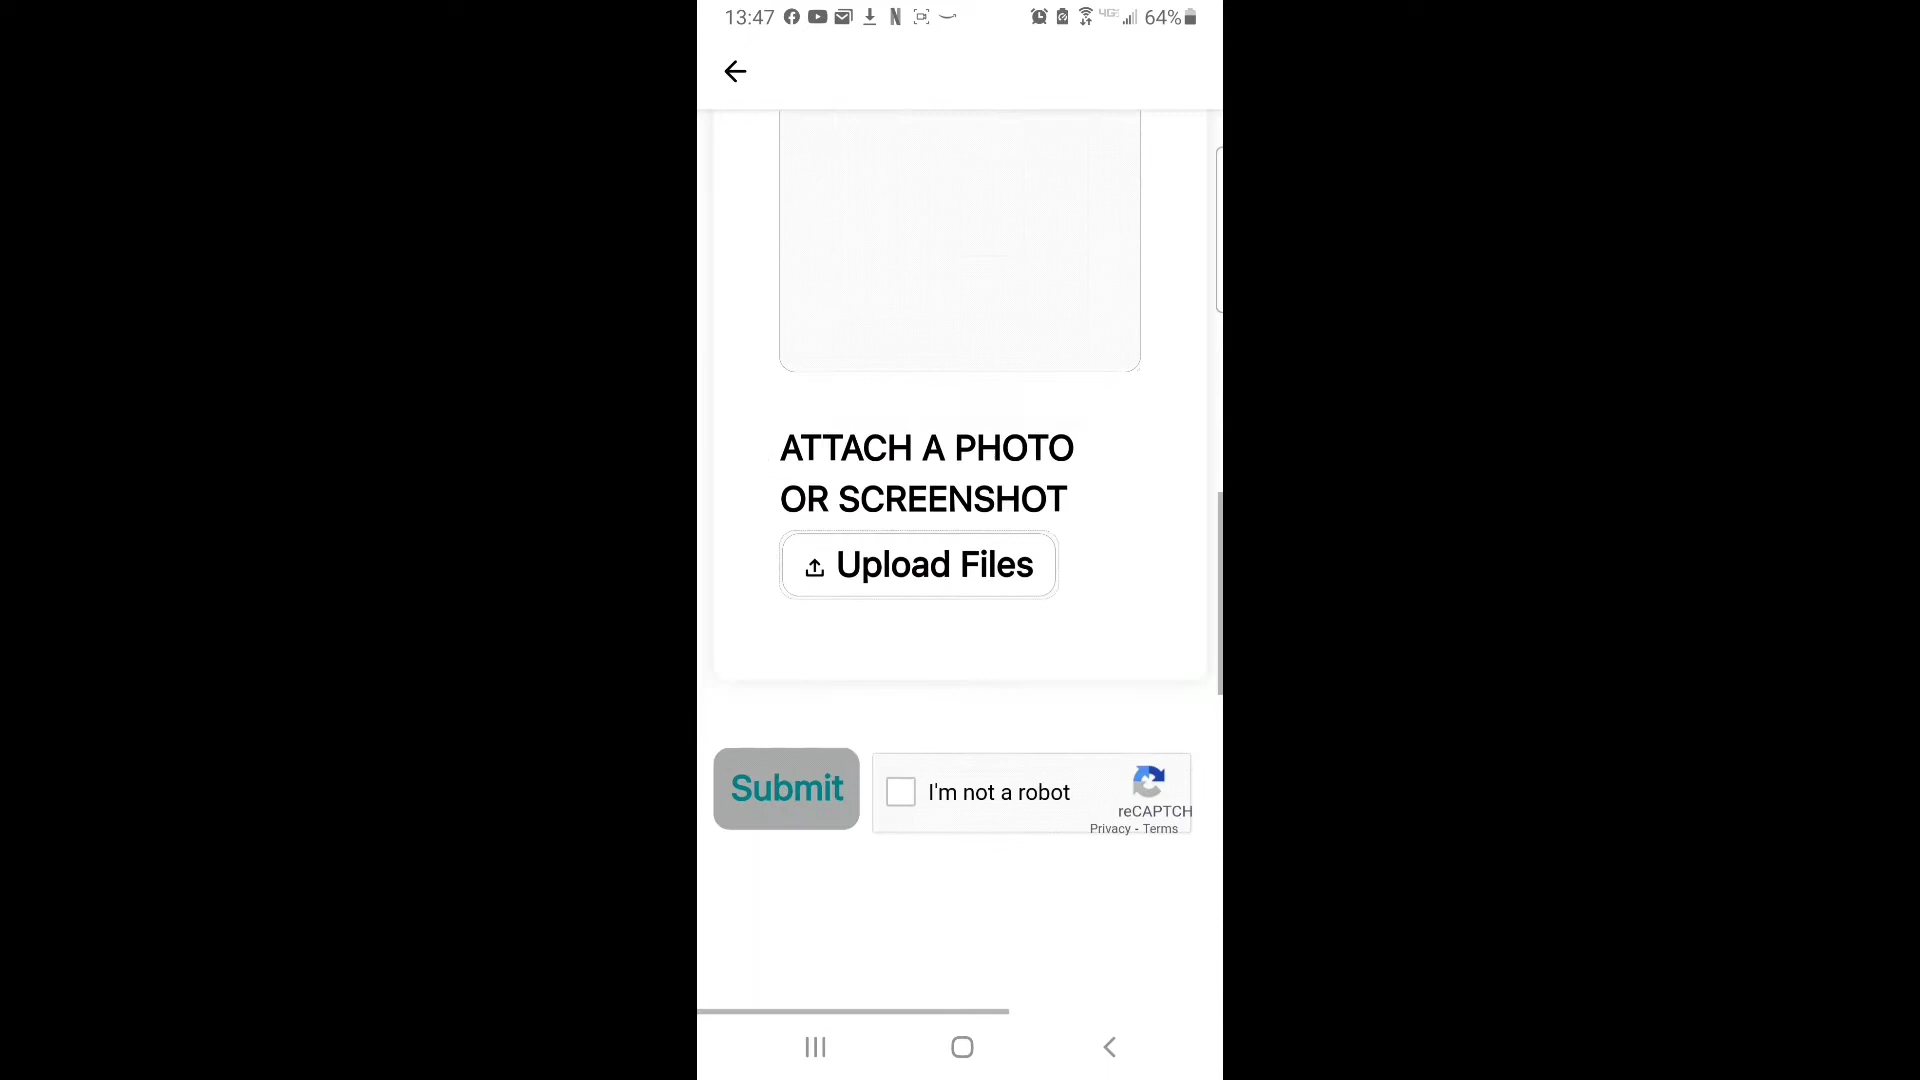 13:47 64%
ATTACH A PHOTO
OR SCREENSHOT
Upload Files
Submit
I'm not a robot
reCAPTCH
Privacy - Terms